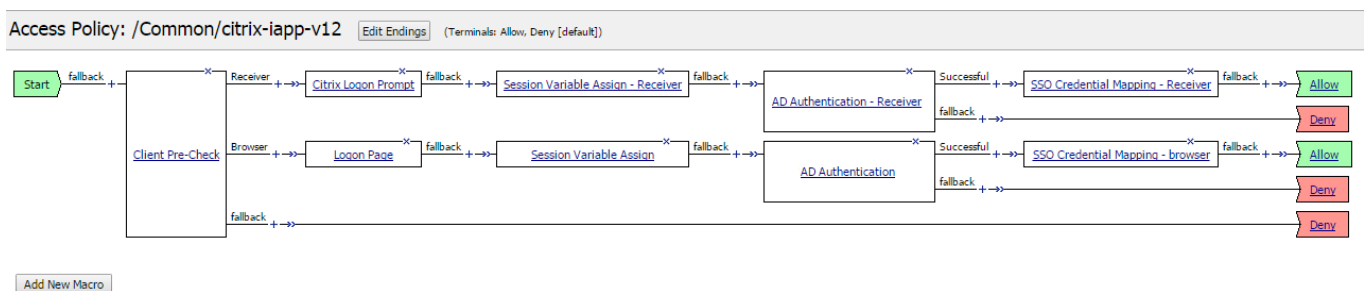 Access Policy: /Common/citrix-iapp-v12 Edit Endings (Terminals: Allow, Deny [default])
Start fallback + Client Pre-Check Receiver + Citrix Logon Prompt fallback + Session Variable Assign - Receiver fallback + AD Authentication - Receiver Successful + SSO Credential Mapping - Receiver fallback + Allow
fallback + Deny
Browser + Logon Page fallback + Session Variable Assign fallback + AD Authentication Successful + SSO Credential Mapping - browser fallback + Allow
fallback + Deny
fallback + Deny
Add New Macro